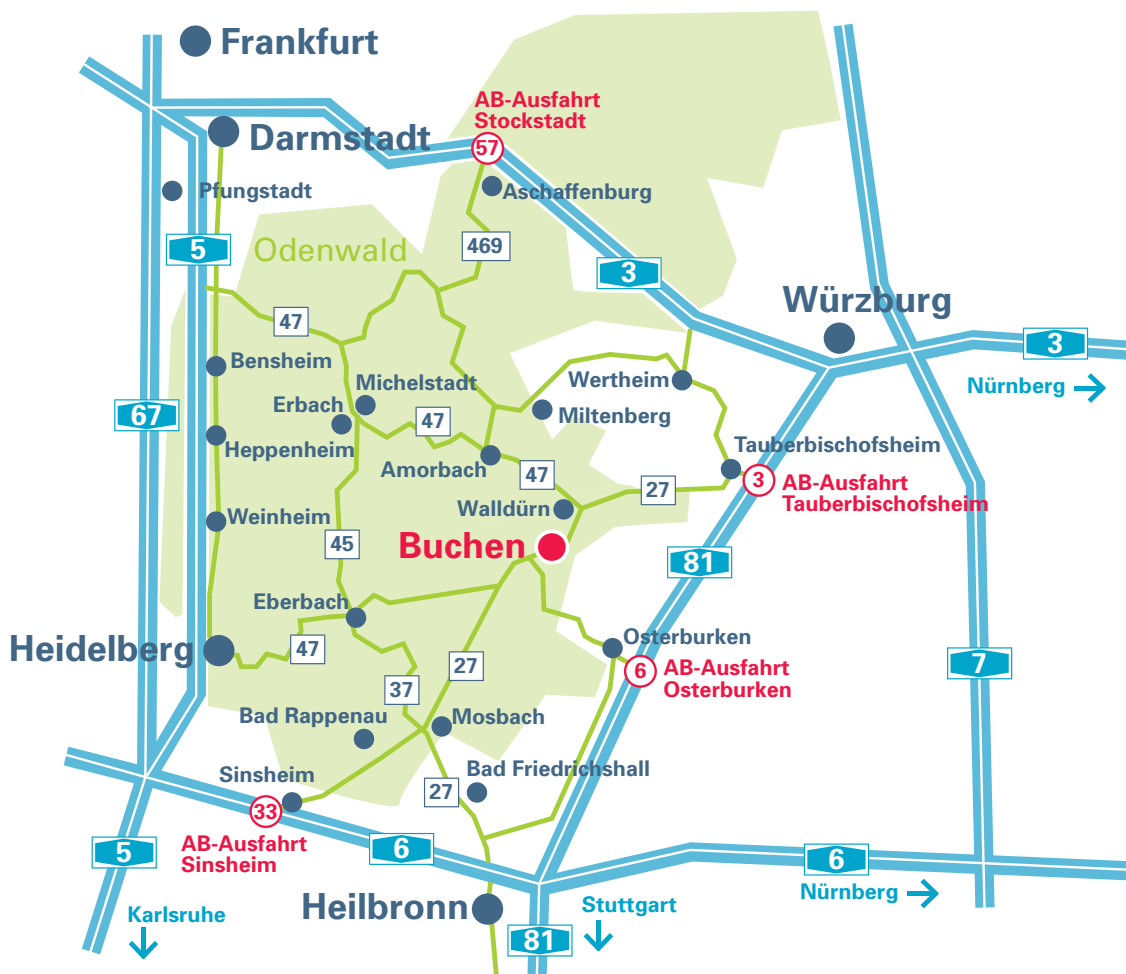 Frankfurt
AB-Ausfahrt
Stockstadt
Darmstadt
57
Pfungstadt
Aschaffenburg
5
Odenwald
469
3
Würzburg
47
3
Bensheim
Wertheim
Nürnberg
Michelstadt
Erbach
67
47
Miltenberg
Heppenheim
Tauberbischofsheim
Amorbach
47
3
AB-Ausfahrt
Tauberbischofsheim
27
Weinheim
Walldürn
45
Buchen
81
Eberbach
Heidelberg
47
Osterburken
27
6
AB-Ausfahrt
Osterburken
7
37
Bad Rappenau
Mosbach
Sinsheim
Bad Friedrichshall
27
33
AB-Ausfahrt
Sinsheim
5
6
6
Nürnberg
Karlsruhe
Heilbronn
Stuttgart
81